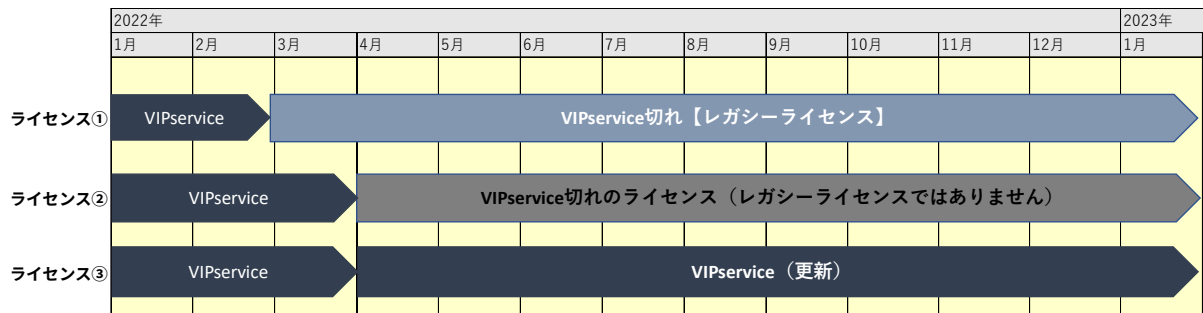 2022年 2023年
1月 2月 3月 4月 5月 6月 7月 8月 9月 10月 11月 12月 1月
ライセンス① VIPservice VIPservice切れ【レガシーライセンス】
ライセンス② VIPservice VIPservice切れのライセンス（レガシーライセンスではありません）
ライセンス③ VIPservice VIPservice（更新）